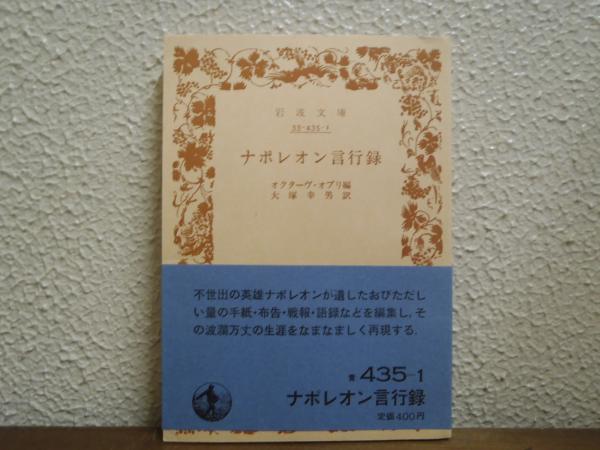 岩波文庫
33-435-1
ナポレオン言行録
オクターヴ・オブリ編
大塚幸男訳
不世出の英雄ナポレオンが遺したおびただし
い量の手紙・布告・戦報・語録などを編集し,そ
の波瀾万丈の生涯をなまなましく再現する.
青 435-1
ナポレオン言行録
定価400円